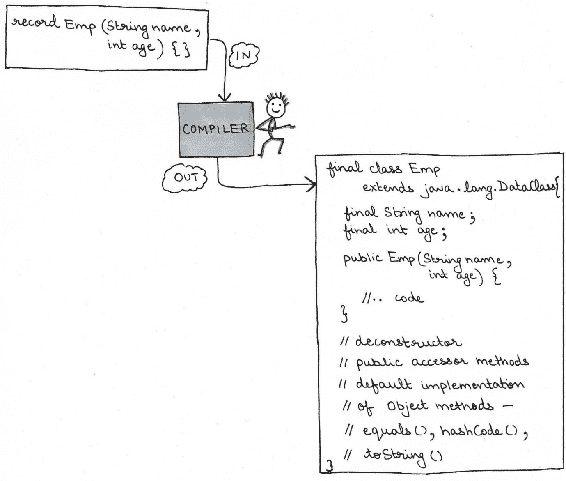 record Emp (String name,
int age) { }
IN
COMPILER
OUT
final class Emp
extends java.lang.DataClass{
final String name;
final int age;
public Emp(String name,
int age) {
//.. code
}
// deconstructor
// public accessor methods
// default implementation
// of Object methods –
// equals(), hashCode(),
// toString()
}